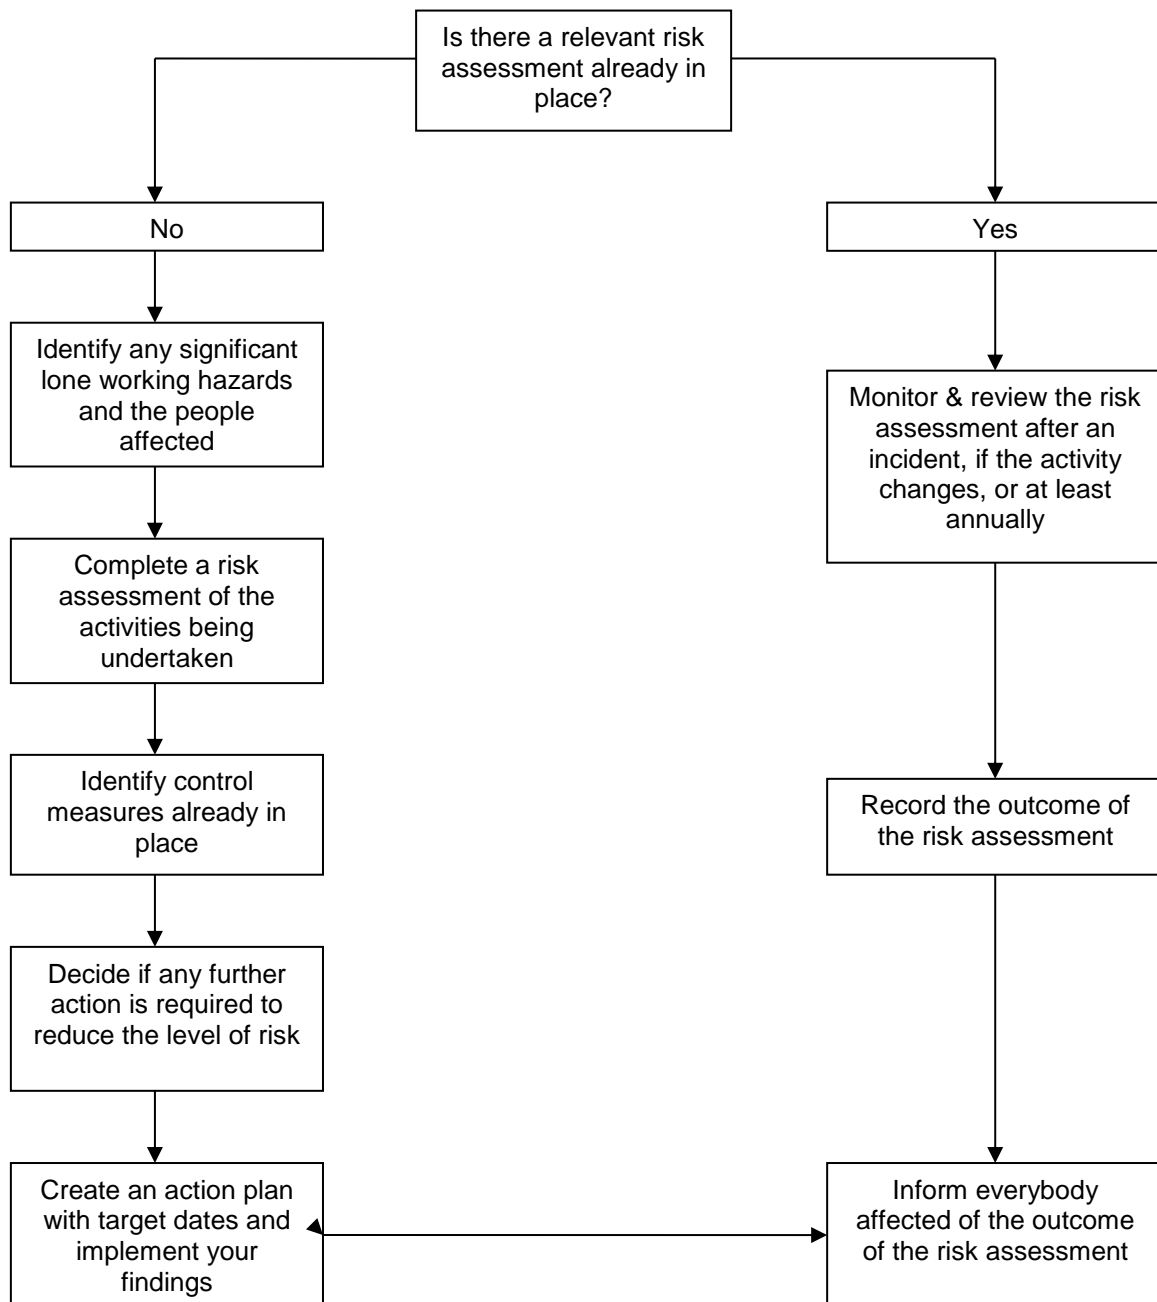 Is there a relevant risk
assessment already in
place?
No
Yes
Identify any significant
lone working hazards
and the people
affected
Monitor & review the risk
assessment after an
incident, if the activity
changes, or at least
annually
Complete a risk
assessment of the
activities being
undertaken
Identify control
measures already in
place
Record the outcome of
the risk assessment
Decide if any further
action is required to
reduce the level of risk
Create an action plan
with target dates and
implement your
findings
Inform everybody
affected of the outcome
of the risk assessment